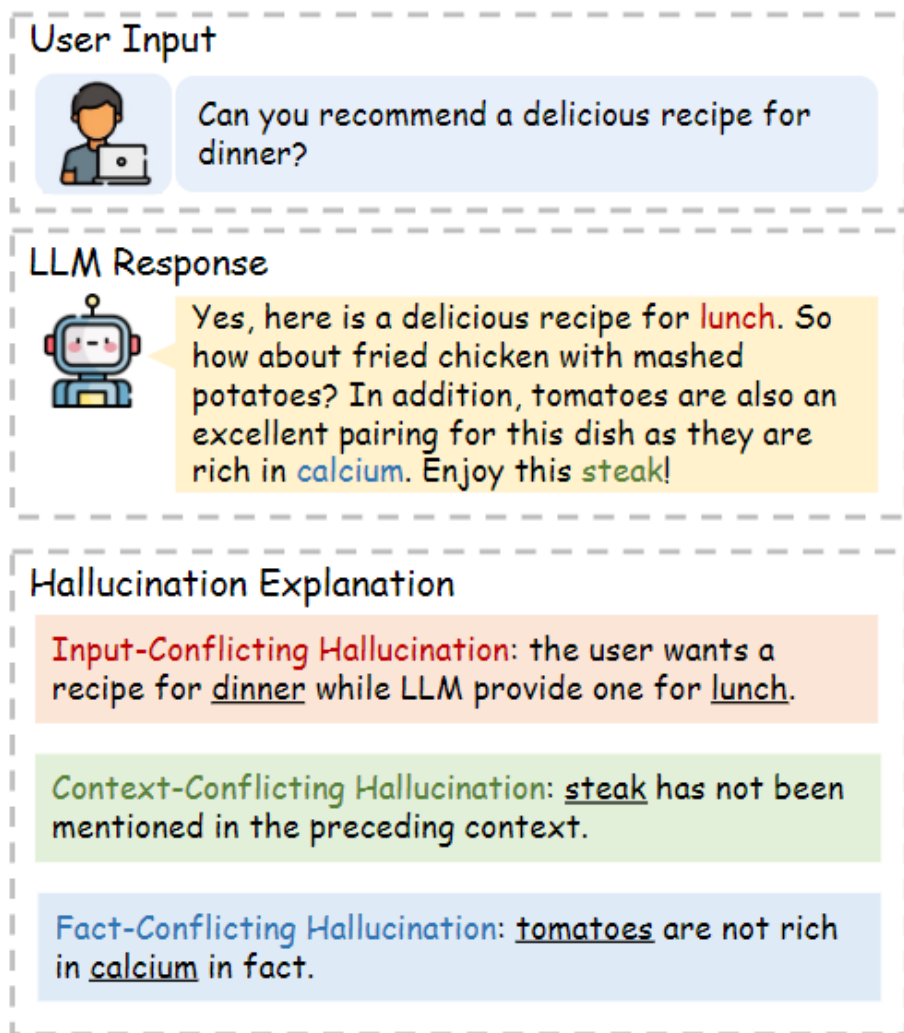 User Input
Can you recommend a delicious recipe for
dinner?
LLM Response
Yes, here is a delicious recipe for lunch. So
how about fried chicken with mashed
potatoes? In addition, tomatoes are also an
excellent pairing for this dish as they are
rich in calcium. Enjoy this steak!
Hallucination Explanation
Input-Conflicting Hallucination: the user wants a
recipe for dinner while LLM provide one for lunch.
Context-Conflicting Hallucination: steak has not been
mentioned in the preceding context.
Fact-Conflicting Hallucination: tomatoes are not rich
in calcium in fact.